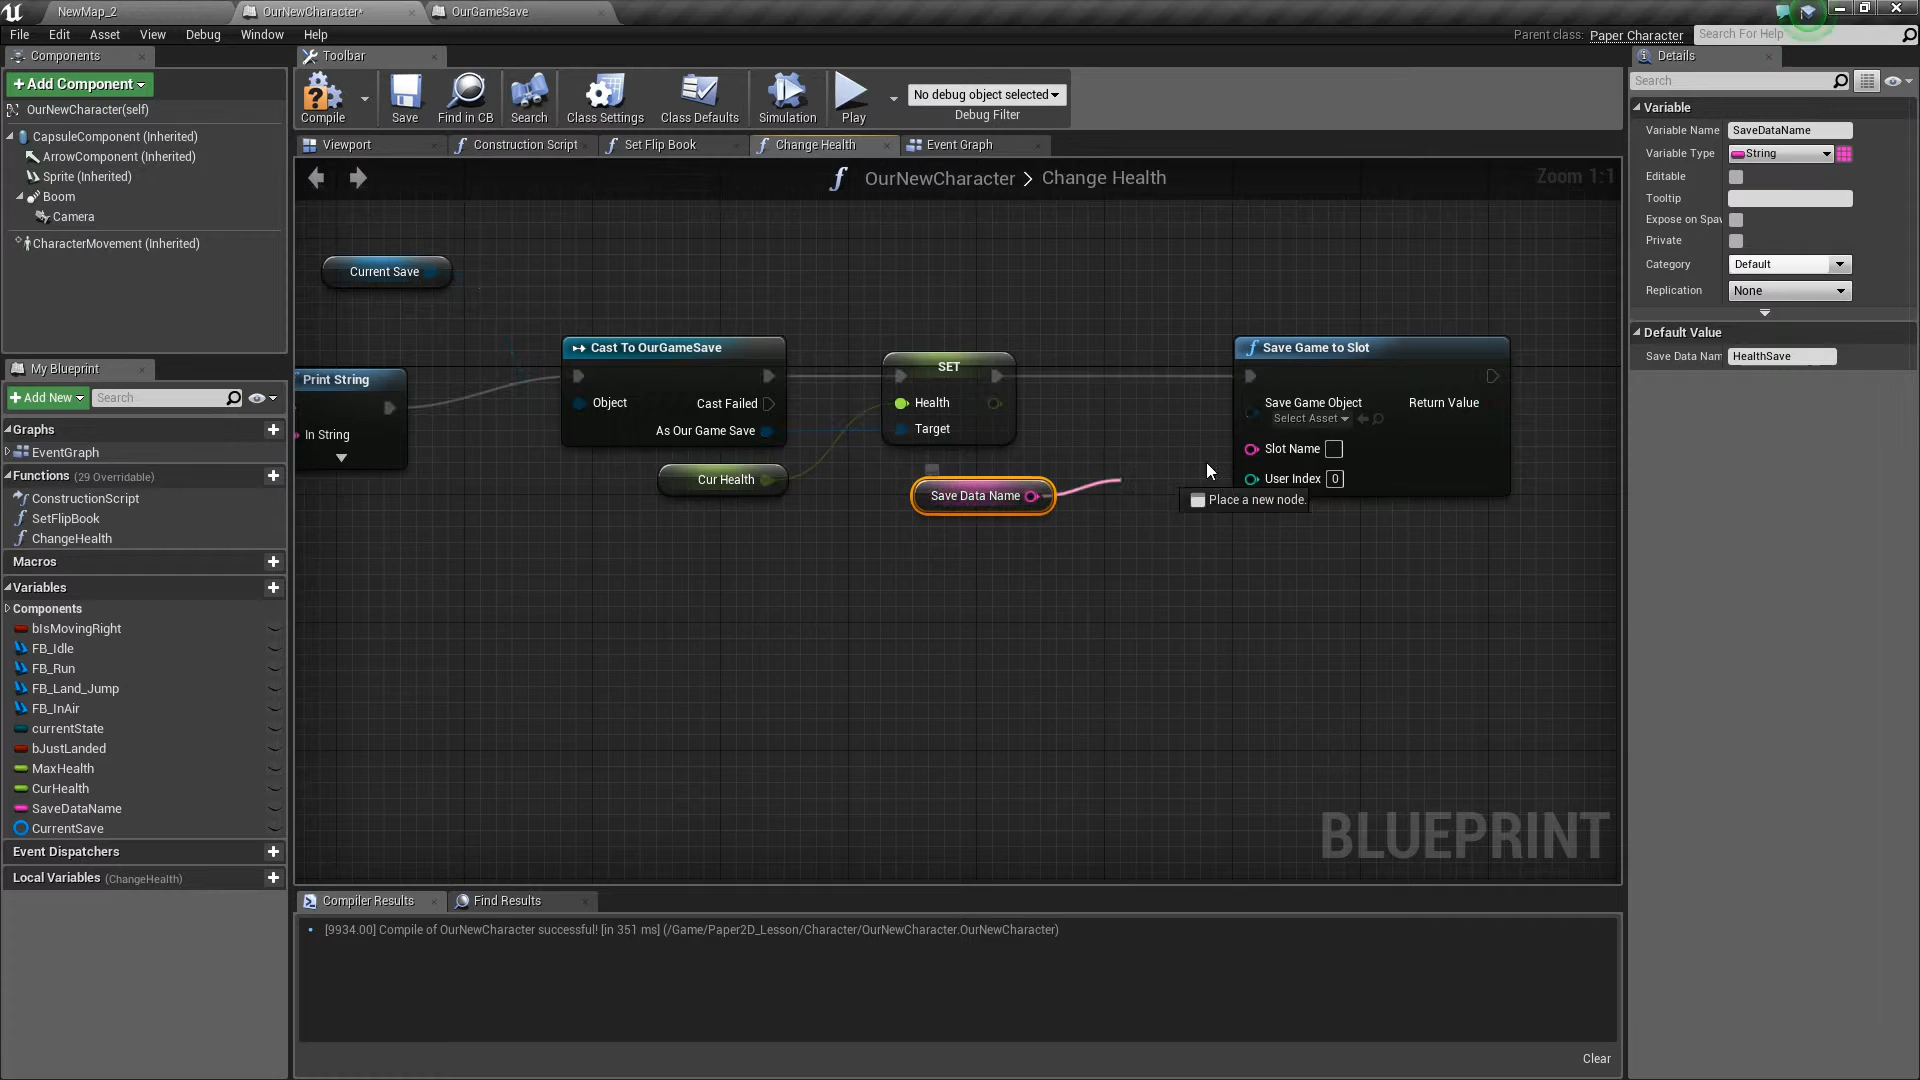 NewMap_2
OurNewCharacter*
OurGameSave
File Edit Asset View Debug Window Help
Parent class: Paper Character
Search For Help
Components
+Add Component
OurNewCharacter(self)
CapsuleComponent (Inherited)
ArrowComponent (Inherited)
Sprite (Inherited)
Boom
Camera
CharacterMovement (Inherited)
My Blueprint
+Add New
Search
Graphs
EventGraph
Functions (29 Overridable)
ConstructionScript
SetFlipBook
ChangeHealth
Macros
Variables
Components
bIsMovingRight
FB_Idle
FB_Run
FB_Land_Jump
FB_InAir
currentState
bJustLanded
MaxHealth
CurHealth
SaveDataName
CurrentSave
Event Dispatchers
Local Variables (ChangeHealth)
Toolbar
Compile
Save
Find in CB
Search
Class Settings
Class Defaults
Simulation
Play
No debug object selected
Debug Filter
Viewport
Construction Script
Set Flip Book
Change Health
Event Graph
OurNewCharacter > Change Health
Zoom 1:1
Current Save
Print String
In String
Cast To OurGameSave
Object
Cast Failed
As Our Game Save
Cur Health
SET
Health
Target
Save Data Name
Save Game to Slot
Save Game Object
Select Asset
Return Value
Slot Name
User Index 0
Place a new node.
BLUEPRINT
Compiler Results
Find Results
[9934.00] Compile of OurNewCharacter successful! [in 351 ms] (/Game/Paper2D_Lesson/Character/OurNewCharacter.OurNewCharacter)
Clear
Details
Search
Variable
Variable Name SaveDataName
Variable Type String
Editable
Tooltip
Expose on Spaw
Private
Category Default
Replication None
Default Value
Save Data Nam HealthSave